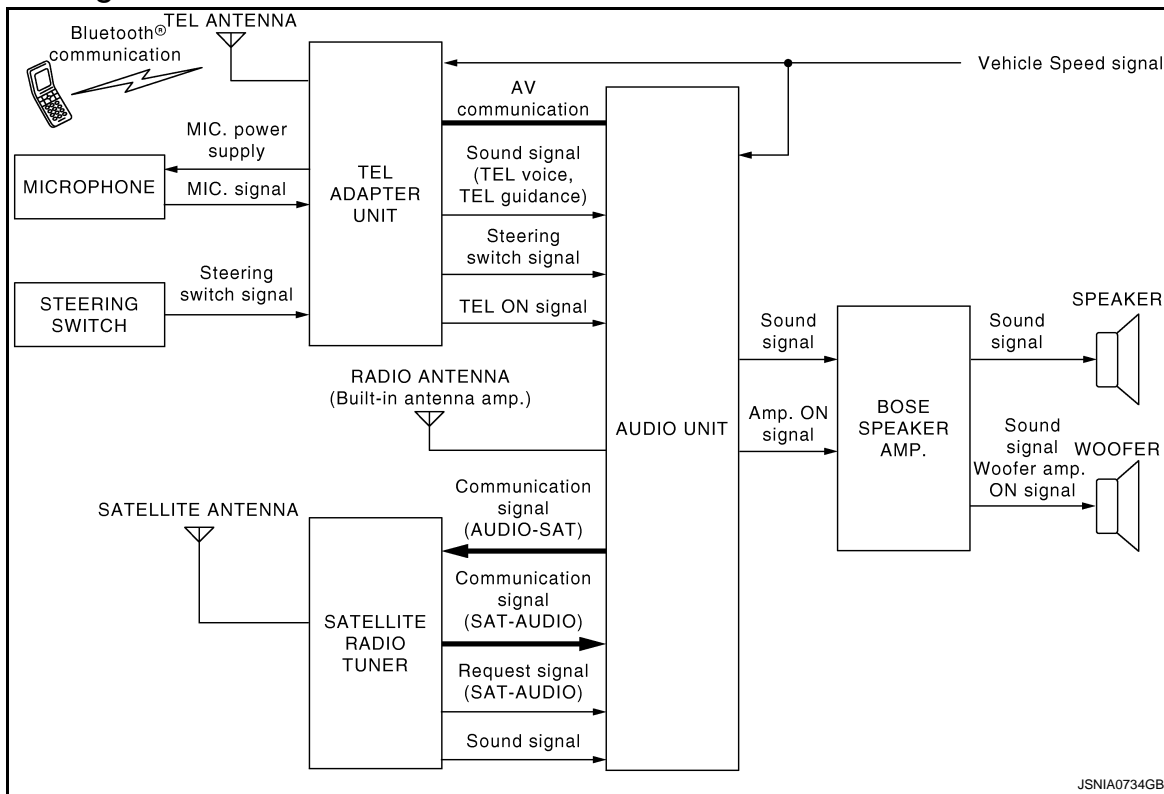 TEL ANTENNA
Bluetooth®
communication
Vehicle Speed signal
AV
communication
MIC. power
supply
MICROPHONE
MIC. signal
TEL
ADAPTER
UNIT
Sound signal
(TEL voice,
TEL guidance)
Steering
switch signal
Steering
switch signal
STEERING
SWITCH
TEL ON signal
SPEAKER
Sound
signal
Sound
signal
RADIO ANTENNA
(Built-in antenna amp.)
AUDIO UNIT
Amp. ON
signal
BOSE
SPEAKER
AMP.
Sound
signal
Woofer amp.
ON signal
WOOFER
Communication
signal
(AUDIO-SAT)
SATELLITE ANTENNA
Communication
signal
(SAT-AUDIO)
SATELLITE
RADIO
TUNER
Request signal
(SAT-AUDIO)
Sound signal
JSNIA0734GB